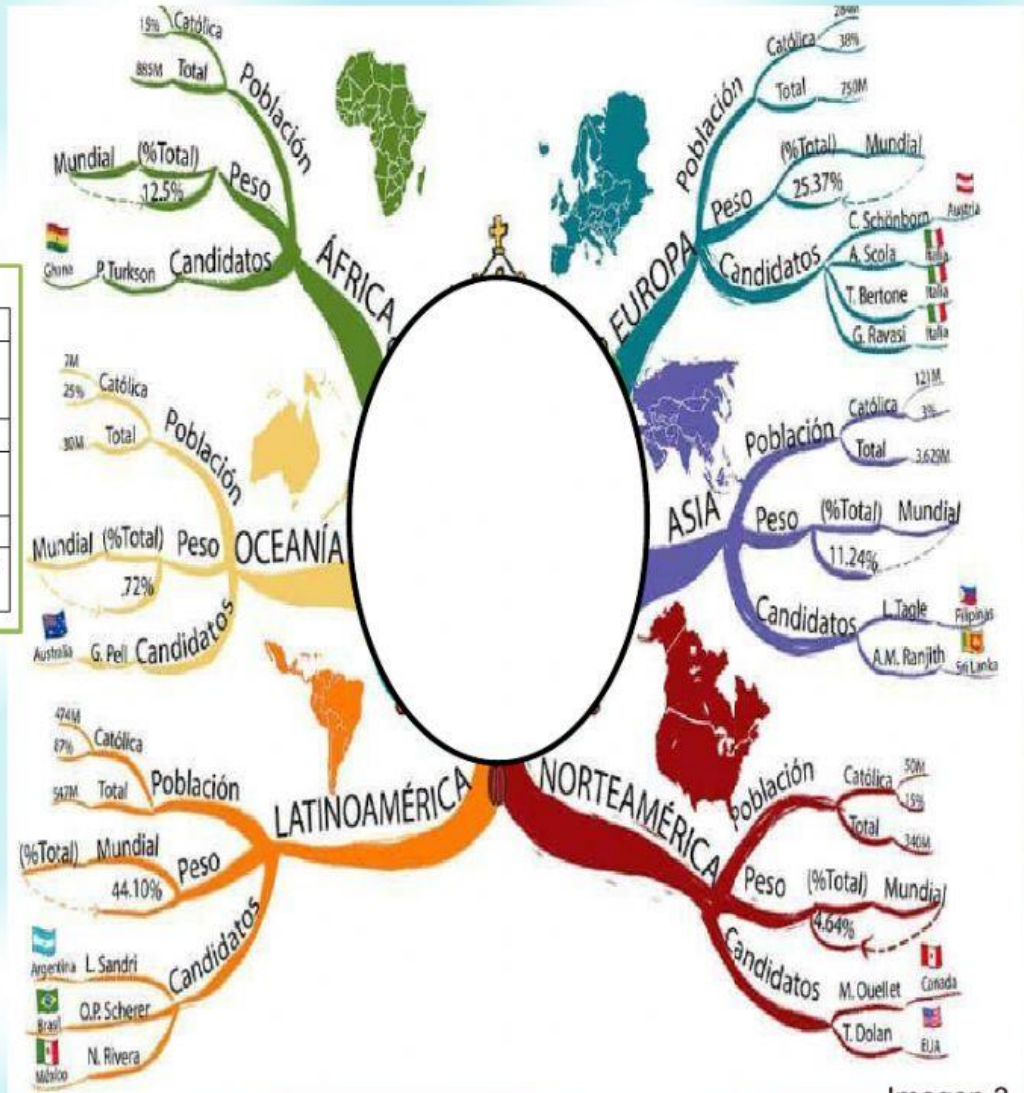 15%
Católica
885M
Total
Población
Mundial
(%Total)
12.5%
Peso
Ghana
P. Turkson
Candidatos
ÁFRICA
Católica
38%
Total
750M
Población
(%Total)
Mundial
25.37%
Peso
C. Schönborn
Austria
A. Scola
Italia
T. Bertone
Italia
G. Ravasi
Italia
Candidatos
EUROPA
7M
25%
Católica
30M
Total
Población
Mundial
(%Total)
Peso
.72%
OCEANÍA
Australia
G. Pell
Candidatos
121M
3%
Católica
Total
3,629M
Población
ASIA
Peso
(%Total)
Mundial
11.24%
Candidatos
L. Tagle
Filipinas
A.M. Ranjith
Sri Lanka
474M
87%
Católica
547M
Total
Población
(%Total)
Mundial
44.10%
Peso
LATINOAMÉRICA
Argentina
L. Sandri
Brasil
O.P. Scherer
México
N. Rivera
Candidatos
NORTEAMÉRICA
Población
Católica
50M
15%
Total
340M
Peso
(%Total)
Mundial
4.64%
Candidatos
M. Ouellet
Canada
T. Dolan
EUA